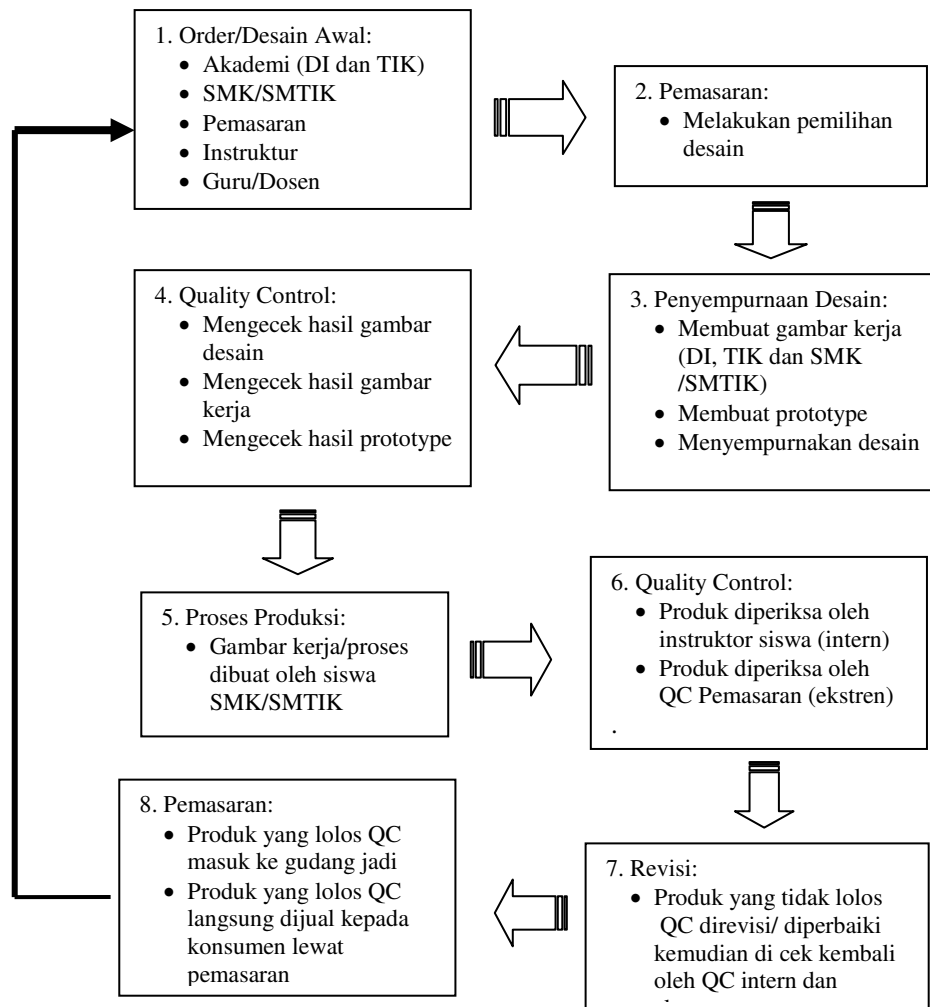 1. Order/Desain Awal:
• Akademi (DI dan TIK)
• SMK/SMTIK
• Pemasaran
• Instruktur
• Guru/Dosen
2. Pemasaran:
• Melakukan pemilihan
desain
3. Penyempurnaan Desain:
• Membuat gambar kerja
(DI, TIK dan SMK
/SMTIK)
• Membuat prototype
• Menyempurnakan desain
4. Quality Control:
• Mengecek hasil gambar
desain
• Mengecek hasil gambar
kerja
• Mengecek hasil prototype
5. Proses Produksi:
• Gambar kerja/proses
dibuat oleh siswa
SMK/SMTIK
6. Quality Control:
• Produk diperiksa oleh
instruktor siswa (intern)
• Produk diperiksa oleh
QC Pemasaran (ekstren)
.
7. Revisi:
• Produk yang tidak lolos
QC direvisi/ diperbaiki
kemudian di cek kembali
oleh QC intern dan
8. Pemasaran:
• Produk yang lolos QC
masuk ke gudang jadi
• Produk yang lolos QC
langsung dijual kepada
konsumen lewat
pemasaran